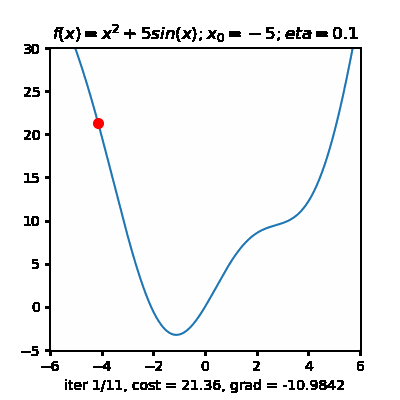 f(x) = x² + 5sin(x); x₀ = −5; eta = 0.1
30
25
20
15
10
5
0
−5
−6 −4 −2 0 2 4 6
iter 1/11, cost = 21.36, grad = -10.9842